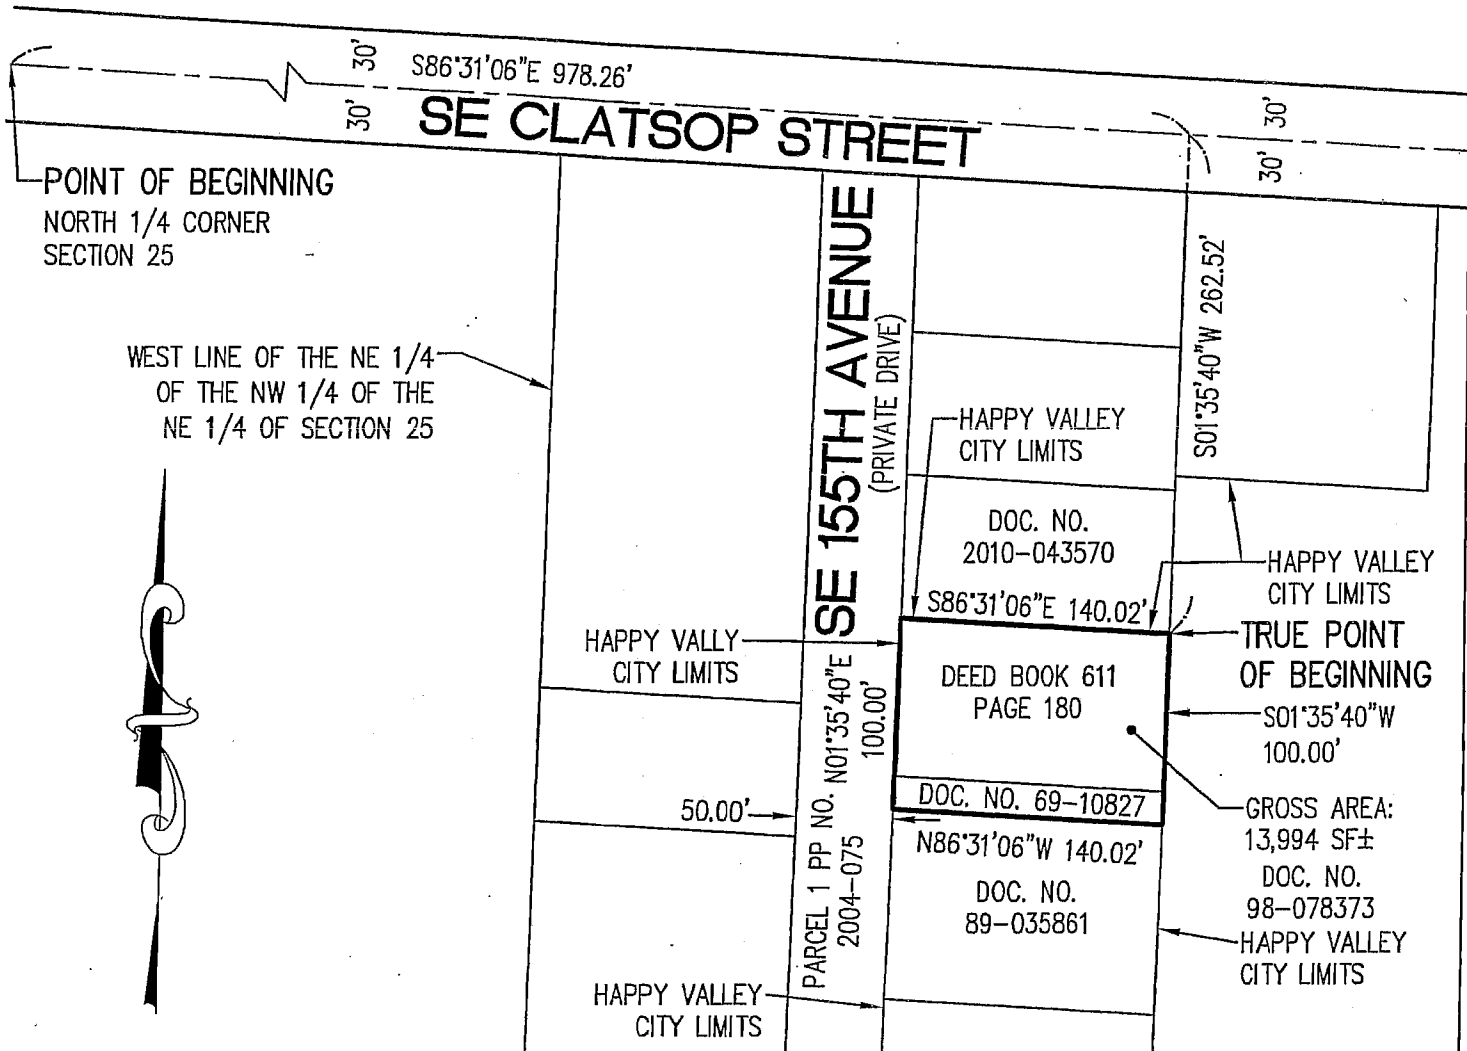 30'
S86°31'06"E 978.26'
30'
SE CLATSOP STREET
30'
30'
POINT OF BEGINNING
NORTH 1/4 CORNER
SECTION 25
WEST LINE OF THE NE 1/4
OF THE NW 1/4 OF THE
NE 1/4 OF SECTION 25
SE 155TH AVENUE
(PRIVATE DRIVE)
S01°35'40"W 262.52'
HAPPY VALLEY
CITY LIMITS
DOC. NO.
2010-043570
HAPPY VALLEY
CITY LIMITS
S86°31'06"E 140.02'
HAPPY VALLY
CITY LIMITS
TRUE POINT
OF BEGINNING
N01°35'40"E
100.00'
DEED BOOK 611
PAGE 180
S01°35'40"W
100.00'
50.00'
DOC. NO. 69-10827
GROSS AREA:
13,994 SF±
N86°31'06"W 140.02'
PARCEL 1 PP NO.
2004-075
DOC. NO.
89-035861
DOC. NO.
98-078373
HAPPY VALLEY
CITY LIMITS
HAPPY VALLEY
CITY LIMITS